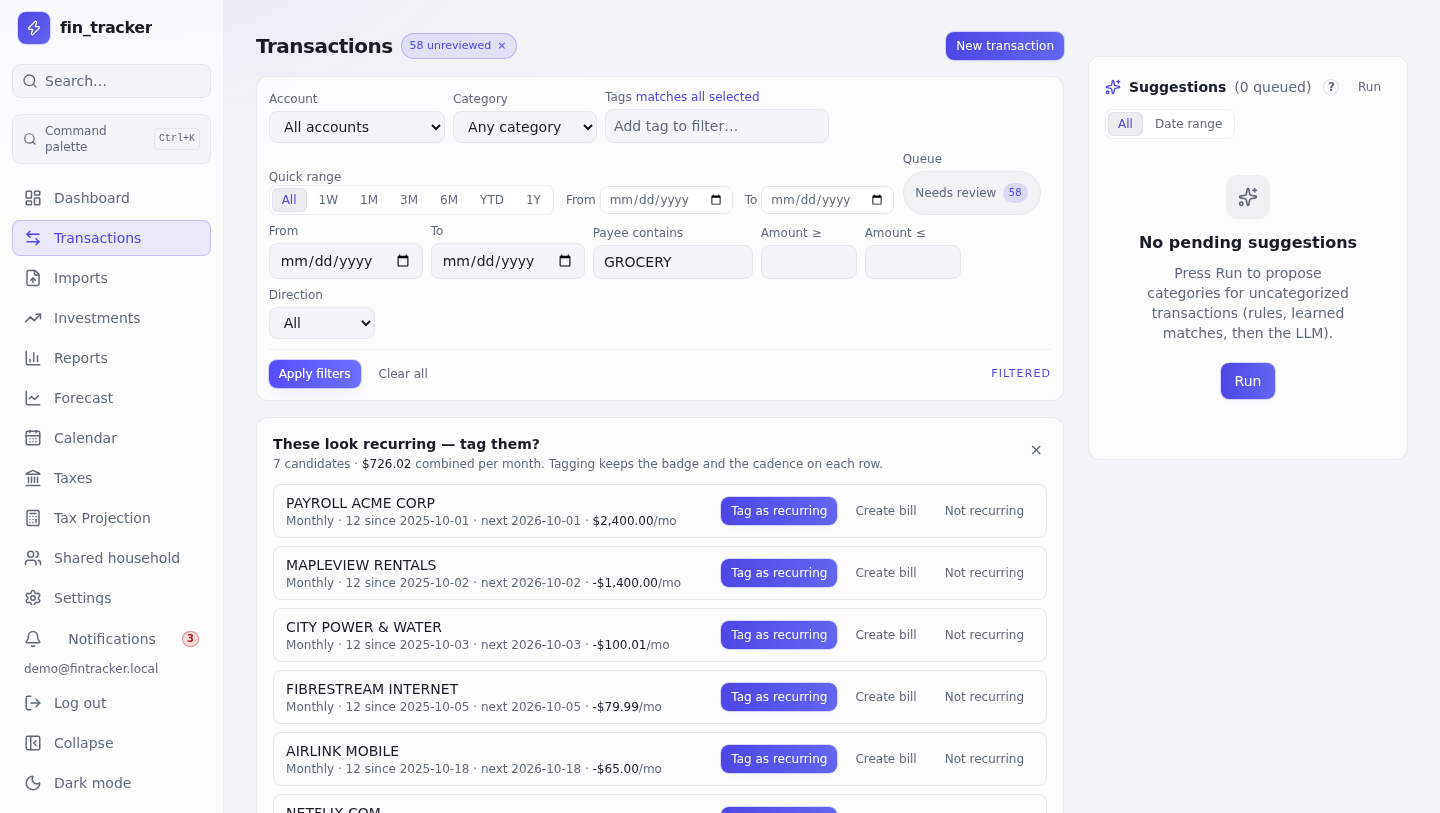 fin_tracker
Search…
Command palette
Ctrl+K
Dashboard
Transactions
Imports
Investments
Reports
Forecast
Calendar
Taxes
Tax Projection
Shared household
Settings
Notifications 3
demo@fintracker.local
Log out
Collapse
Dark mode
Transactions
58 unreviewed ×
New transaction
Account
All accounts
Category
Any category
Tags matches all selected
Add tag to filter…
Quick range
All 1W 1M 3M 6M YTD 1Y
From mm/dd/yyyy
To mm/dd/yyyy
Queue
Needs review 58
From
mm/dd/yyyy
To
mm/dd/yyyy
Payee contains
GROCERY
Amount ≥
Amount ≤
Direction
All
Apply filters
Clear all
FILTERED
These look recurring — tag them?
7 candidates · $726.02 combined per month. Tagging keeps the badge and the cadence on each row.
×
PAYROLL ACME CORP
Monthly · 12 since 2025-10-01 · next 2026-10-01 · $2,400.00/mo
Tag as recurring Create bill Not recurring
MAPLEVIEW RENTALS
Monthly · 12 since 2025-10-02 · next 2026-10-02 · -$1,400.00/mo
Tag as recurring Create bill Not recurring
CITY POWER & WATER
Monthly · 12 since 2025-10-03 · next 2026-10-03 · -$100.01/mo
Tag as recurring Create bill Not recurring
FIBRESTREAM INTERNET
Monthly · 12 since 2025-10-05 · next 2026-10-05 · -$79.99/mo
Tag as recurring Create bill Not recurring
AIRLINK MOBILE
Monthly · 12 since 2025-10-18 · next 2026-10-18 · -$65.00/mo
Tag as recurring Create bill Not recurring
NETFLIX.COM
Suggestions (0 queued) ? Run
All Date range
No pending suggestions
Press Run to propose
categories for uncategorized
transactions (rules, learned
matches, then the LLM).
Run